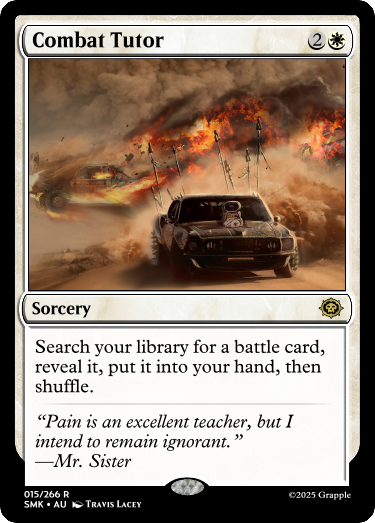 Combat Tutor 2
Sorcery
Search your library for a battle card,
reveal it, put it into your hand, then
shuffle.
“Pain is an excellent teacher, but I
intend to remain ignorant.”
—Mr. Sister
015/266 R
SMK • AU Travis Lacey
©2025 Grapple